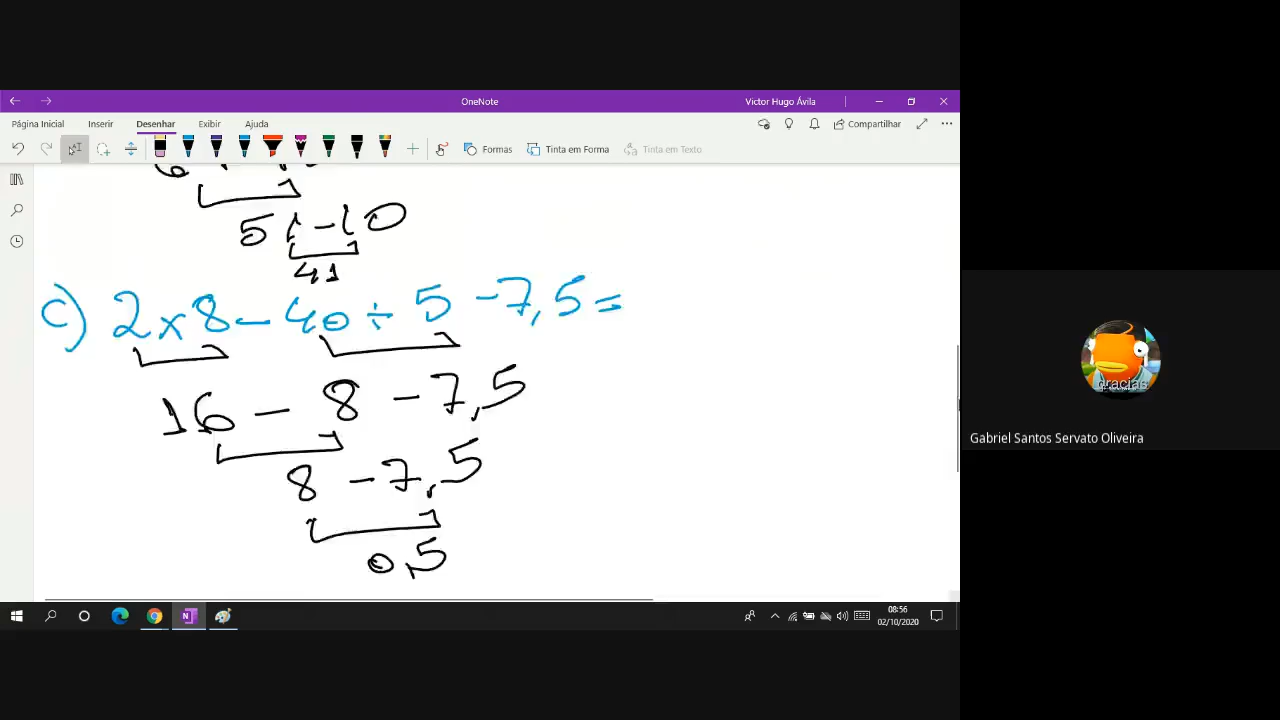 OneNote
Victor Hugo Ávila
Página Inicial Inserir Desenhar Exibir Ajuda
Compartilhar
Formas Tinta em Forma Tinta em Texto
51-10
41
c) 2x8-40÷5-7,5=
16-8-7,5
8-7,5
0,5
gracias
Gabriel Santos Servato Oliveira
08:56
02/10/2020